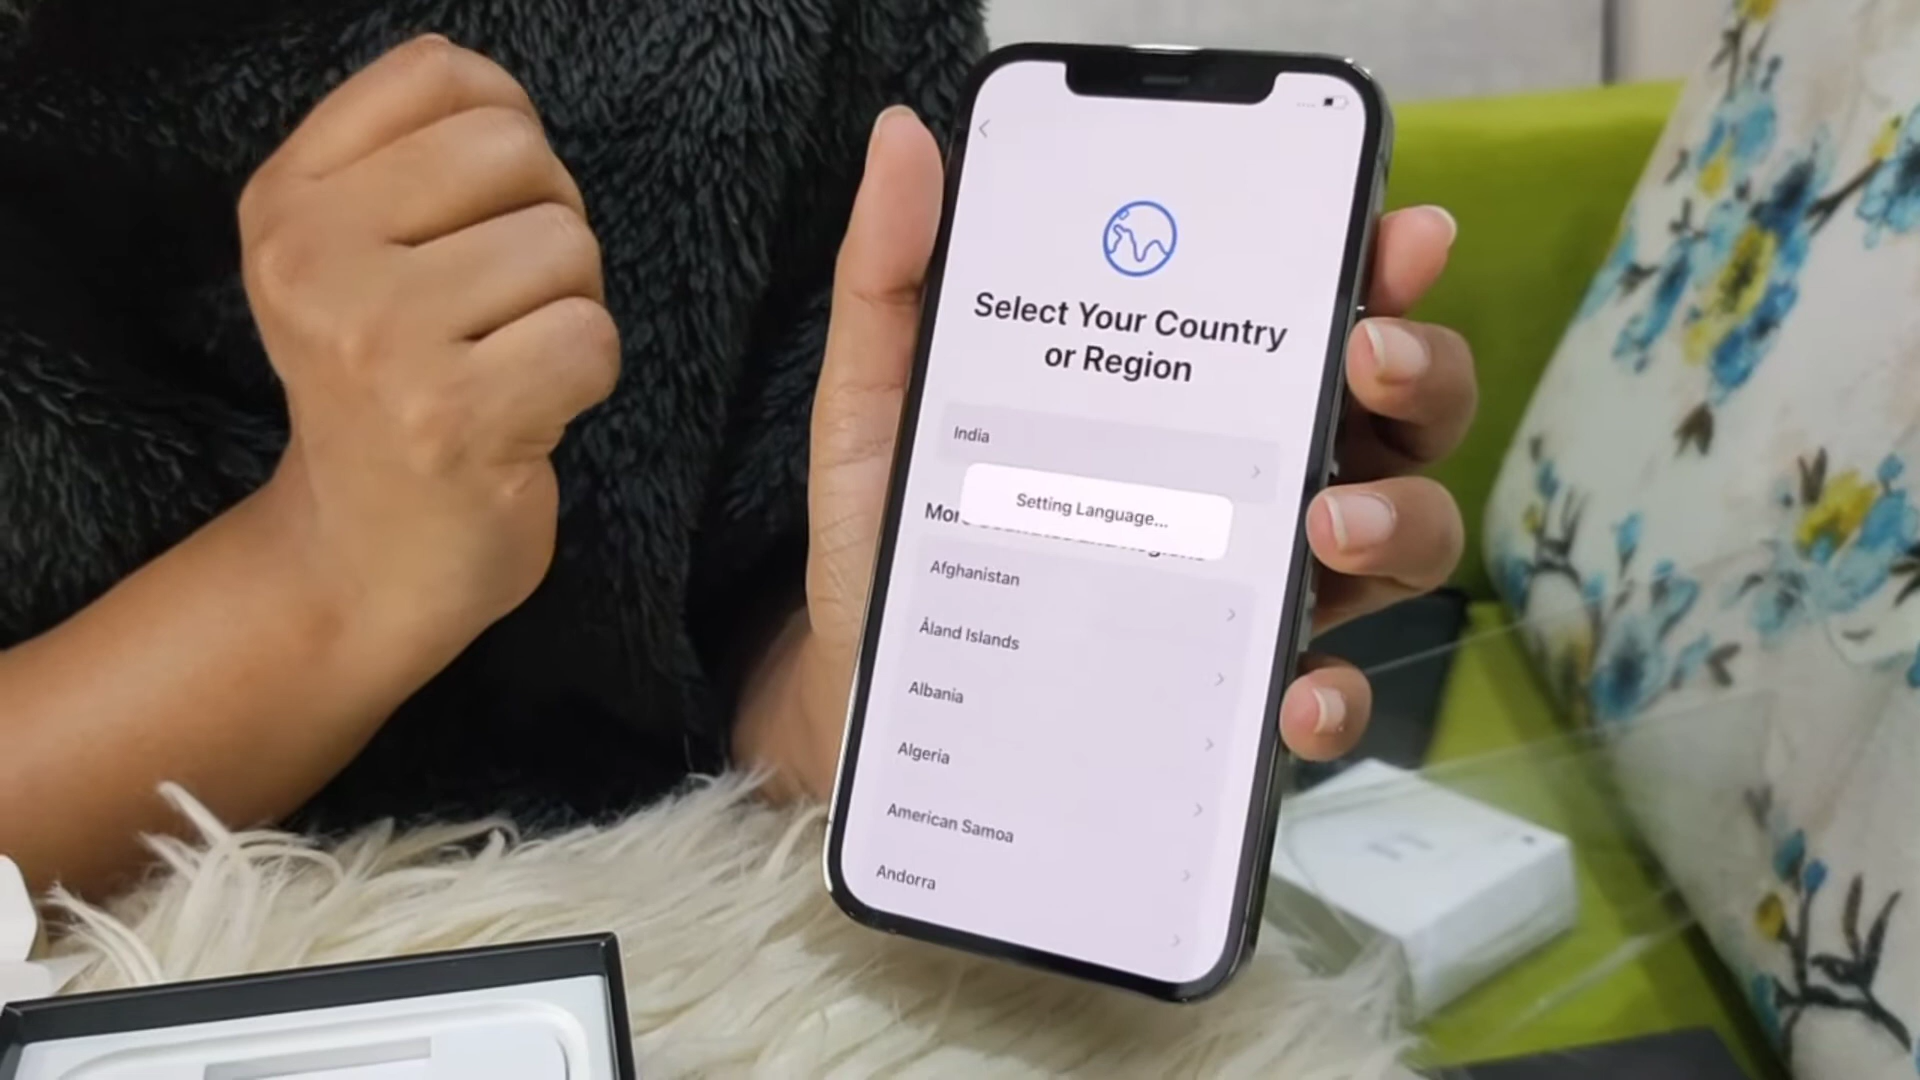 Select Your Country
or Region
India
Setting Language...
Afghanistan
Åland Islands
Albania
Algeria
American Samoa
Andorra